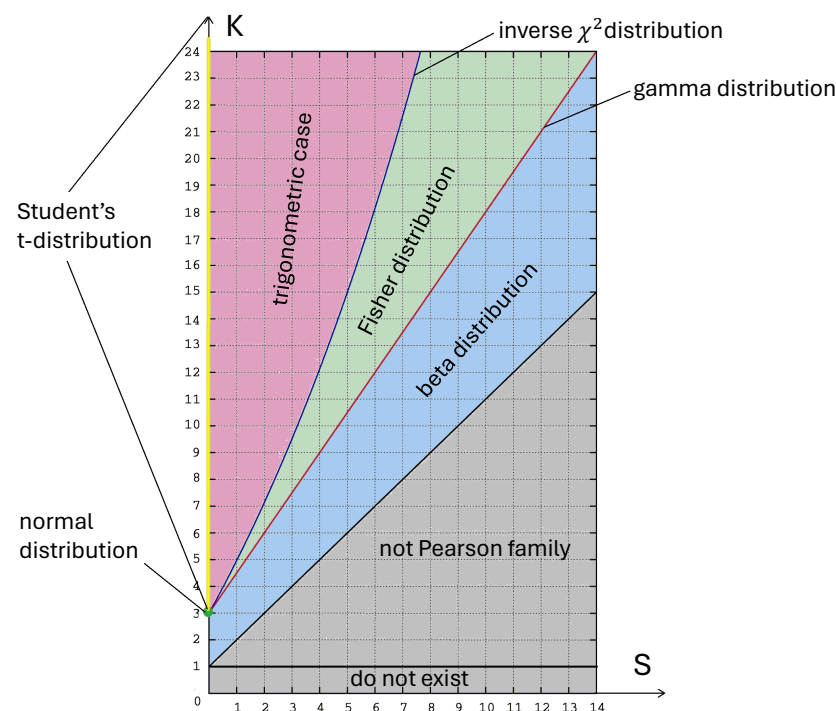 K
inverse χ² distribution
24
23
gamma distribution
22
21
20
trigonometric case
19
Fisher distribution
18
Student's
t-distribution
17
16
15
beta distribution
14
13
12
11
10
9
8
7
normal
distribution
6
not Pearson family
5
4
3
2
1
S
do not exist
0
1 2 3 4 5 6 7 8 9 10 11 12 13 14